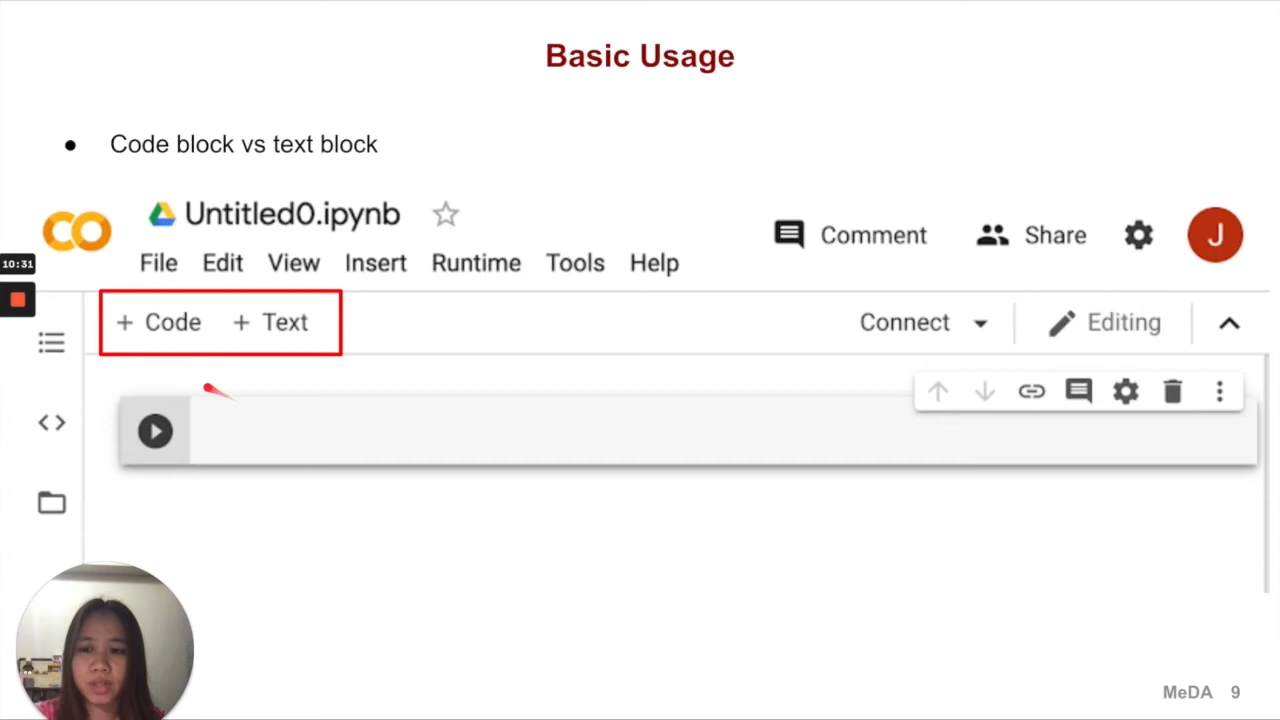 Basic Usage
● Code block vs text block
CO
Untitled0.ipynb
Comment
Share
J
File Edit View Insert Runtime Tools Help
10:31
+ Code + Text
Connect
Editing
MeDA 9